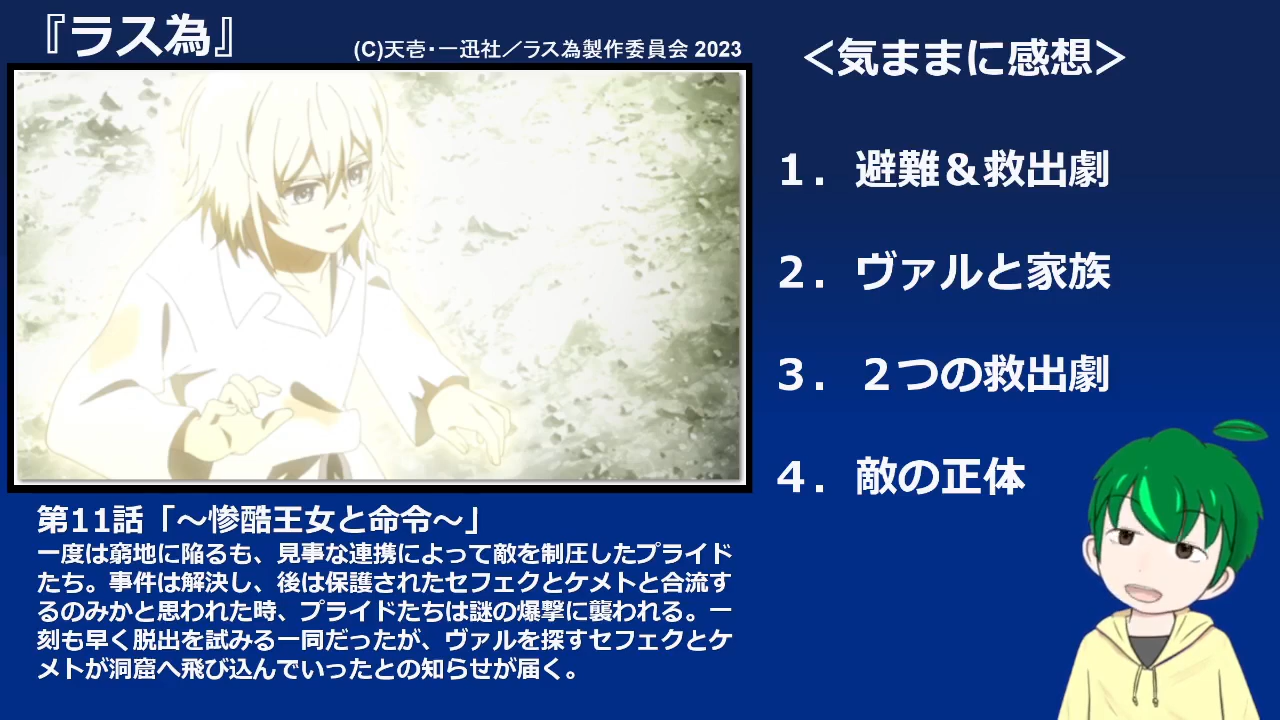 『ラス為』
(C)天壱・一迅社／ラス為製作委員会 2023
＜気ままに感想＞
１．避難＆救出劇
２．ヴァルと家族
３．２つの救出劇
４．敵の正体
第11話「～惨酷王女と命令～」
一度は窮地に陥るも、見事な連携によって敵を制圧したプライド
たち。事件は解決し、後は保護されたセフェクとケメトと合流す
るのみかと思われた時、プライドたちは謎の爆撃に襲われる。一
刻も早く脱出を試みる一同だったが、ヴァルを探すセフェクとケ
メトが洞窟へ飛び込んでいったとの知らせが届く。